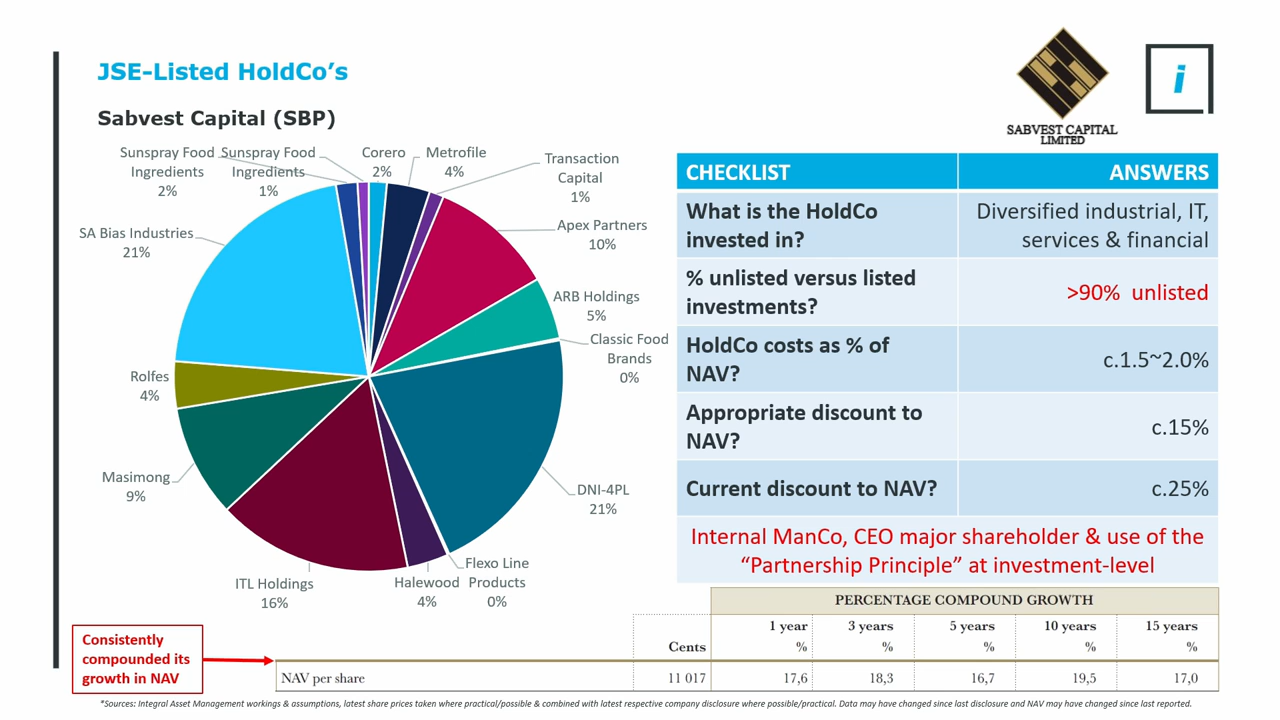 JSE-Listed HoldCo's
Sabvest Capital (SBP)
SABVEST CAPITAL
LIMITED
i
Sunspray Food
Ingredients
2%
Sunspray Food
Ingredients
1%
Corero
2%
Metrofile
4%
Transaction
Capital
1%
Apex Partners
10%
ARB Holdings
5%
Classic Food
Brands
0%
DNI-4PL
21%
Flexo Line
Products
0%
Halewood
4%
ITL Holdings
16%
Masimong
9%
Rolfes
4%
SA Bias Industries
21%
CHECKLIST ANSWERS
What is the HoldCo
invested in?
Diversified industrial, IT,
services & financial
% unlisted versus listed
investments?
>90% unlisted
HoldCo costs as % of
NAV?
c.1.5~2.0%
Appropriate discount to
NAV?
c.15%
Current discount to NAV? c.25%
Internal ManCo, CEO major shareholder & use of the
“Partnership Principle” at investment-level
PERCENTAGE COMPOUND GROWTH
1 year 3 years 5 years 10 years 15 years
Cents % % % % %
NAV per share 11 017 17,6 18,3 16,7 19,5 17,0
Consistently
compounded its
growth in NAV
*Sources: Integral Asset Management workings & assumptions, latest share prices taken where practical/possible & combined with latest respective company disclosure where possible/practical. Data may have changed since last disclosure and NAV may have changed since last reported.